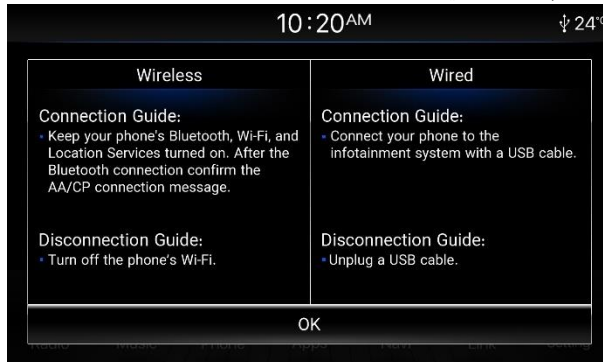 10:20AM
24°C
Wireless
Connection Guide:
Keep your phone's Bluetooth, Wi-Fi, and
Location Services turned on. After the
Bluetooth connection confirm the
AA/CP connection message.
Disconnection Guide:
Turn off the phone's Wi-Fi.
Wired
Connection Guide:
Connect your phone to the
infotainment system with a USB cable.
Disconnection Guide:
Unplug a USB cable.
OK